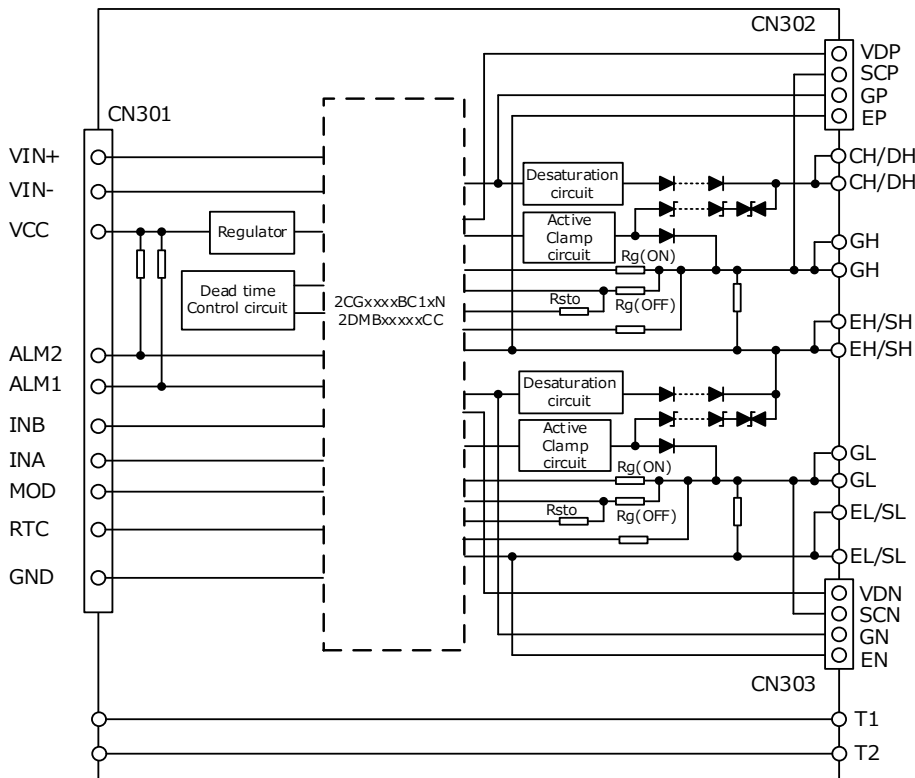 CN302
VDP
SCP
GP
EP
CN301
VIN+
VIN-
VCC
ALM2
ALM1
INB
INA
MOD
RTC
GND
Regulator
Dead time
Control circuit
2CGxxxxBC1xN
2DMBxxxxxCC
Desaturation
circuit
Active
Clamp
circuit
Rg(ON)
Rsto
Rg(OFF)
CH/DH
CH/DH
GH
GH
EH/SH
EH/SH
Desaturation
circuit
Active
Clamp
circuit
Rg(ON)
Rsto
Rg(OFF)
GL
GL
EL/SL
EL/SL
VDN
SCN
GN
EN
CN303
T1
T2